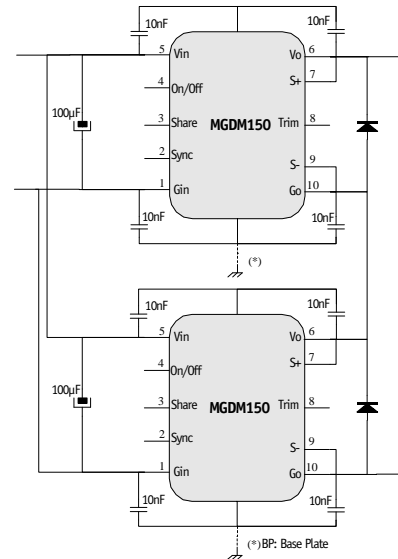 10nF 10nF
5 Vin Vo 6
S+ 7
4 On/Off
100µF
3 Share MGDM150 Trim 8
2 Sync
S- 9
1 Gin Go 10
10nF 10nF
(*)
10nF 10nF
5 Vin Vo 6
S+ 7
4 On/Off
100µF
3 Share MGDM150 Trim 8
2 Sync
S- 9
1 Gin Go 10
10nF 10nF
(*)BP: Base Plate